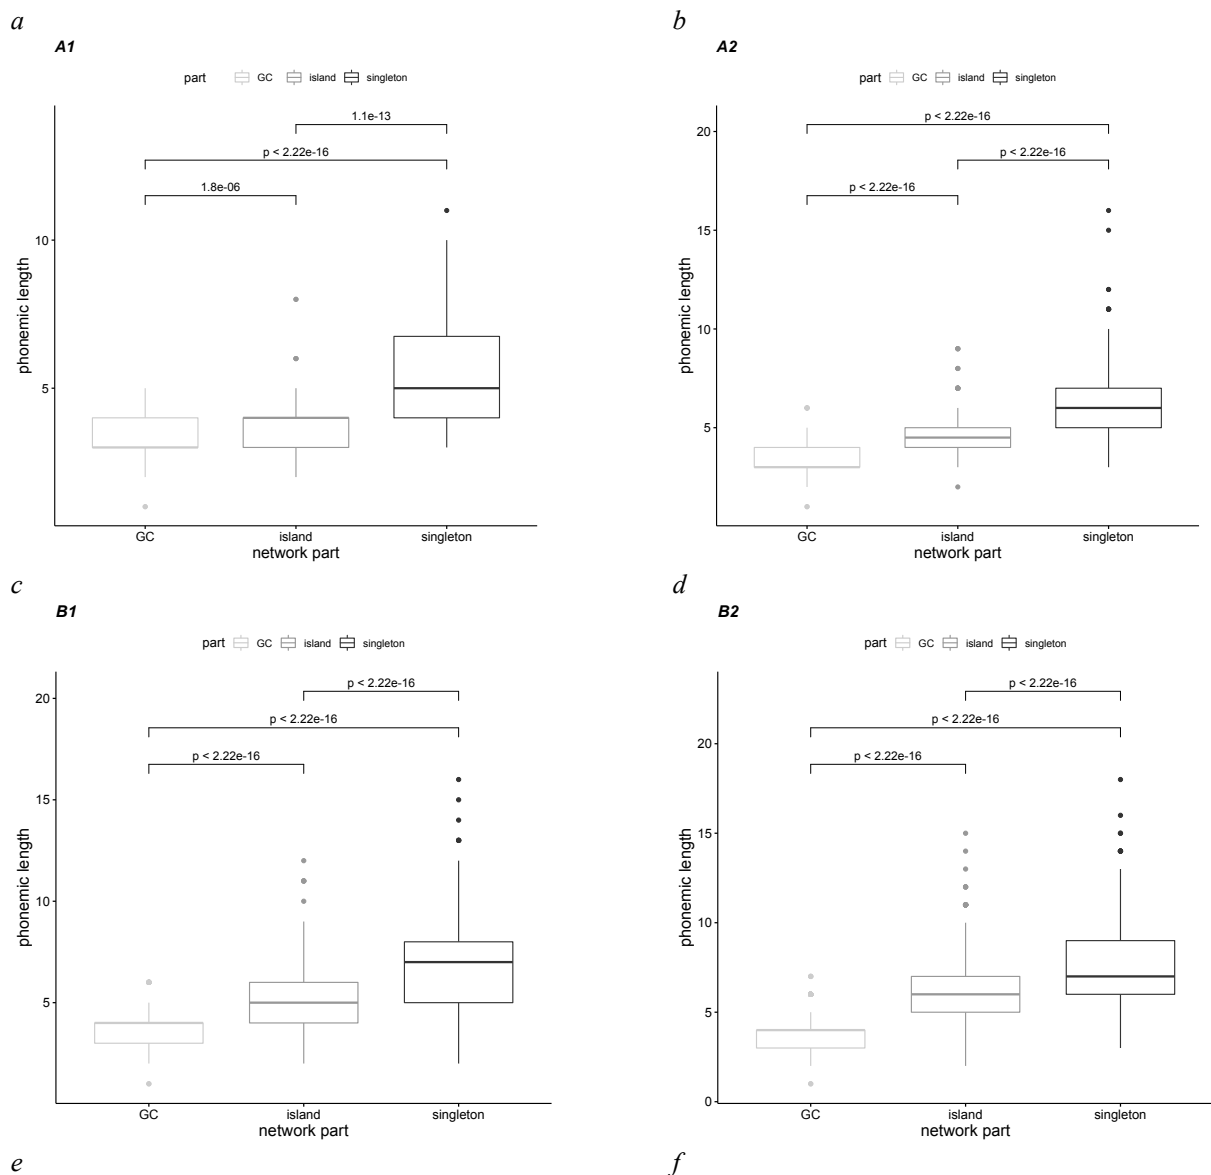 a
A1
part GC island singleton
1.1e-13
p < 2.22e-16
1.8e-06
10
5
phonemic length
GC island singleton
network part
b
A2
part GC island singleton
20
p < 2.22e-16
p < 2.22e-16
p < 2.22e-16
15
10
5
phonemic length
GC island singleton
network part
c
B1
part GC island singleton
20
p < 2.22e-16
p < 2.22e-16
p < 2.22e-16
15
10
5
phonemic length
GC island singleton
network part
d
B2
part GC island singleton
p < 2.22e-16
p < 2.22e-16
p < 2.22e-16
20
15
10
5
0
phonemic length
GC island singleton
network part
e
f